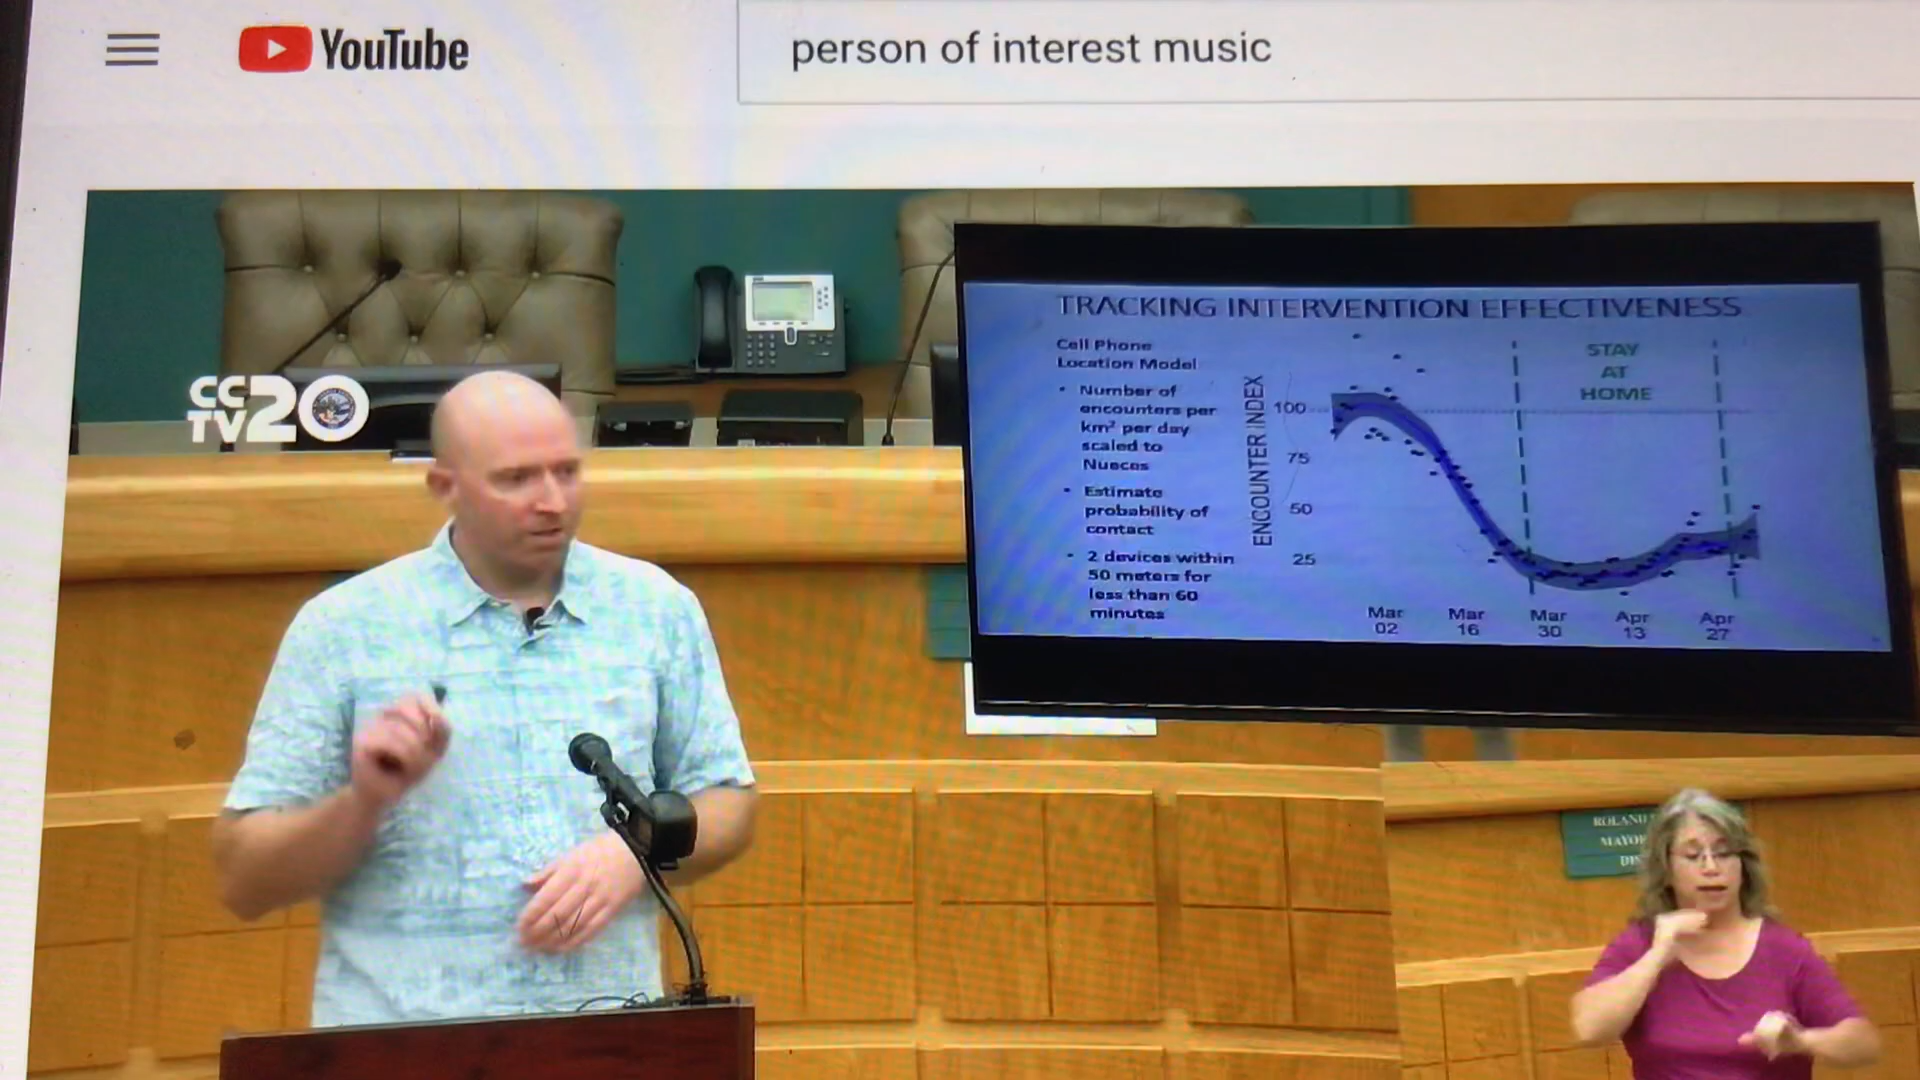 YouTube
person of interest music
CC
TV20
TRACKING INTERVENTION EFFECTIVENESS
Cell Phone
Location Model
• Number of
encounters per
km² per day
scaled to
Nueces
• Estimate
probability of
contact
• 2 devices within
50 meters for
less than 60
minutes
ENCOUNTER INDEX
100
75
50
25
STAY
AT
HOME
Mar
02
Mar
16
Mar
30
Apr
13
Apr
27